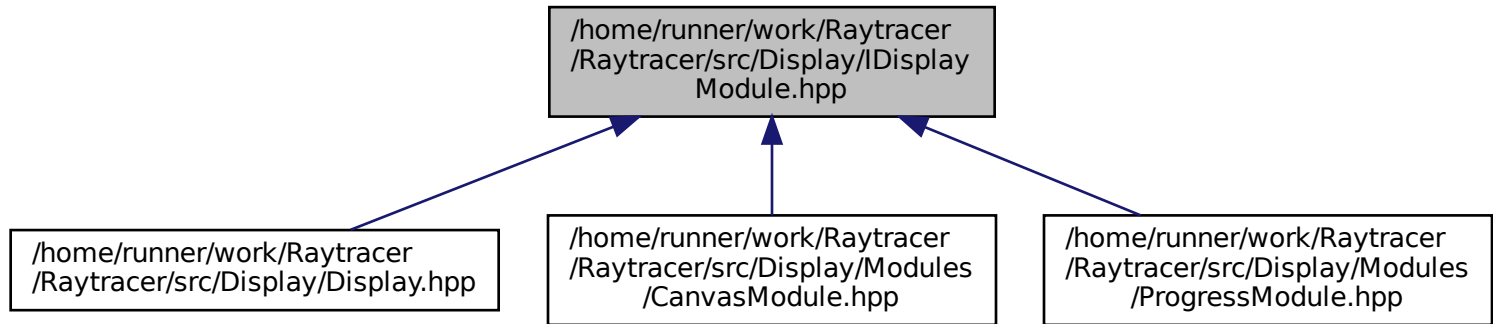 /home/runner/work/Raytracer
/Raytracer/src/Display/IDisplay
Module.hpp
/home/runner/work/Raytracer
/Raytracer/src/Display/Display.hpp
/home/runner/work/Raytracer
/Raytracer/src/Display/Modules
/CanvasModule.hpp
/home/runner/work/Raytracer
/Raytracer/src/Display/Modules
/ProgressModule.hpp